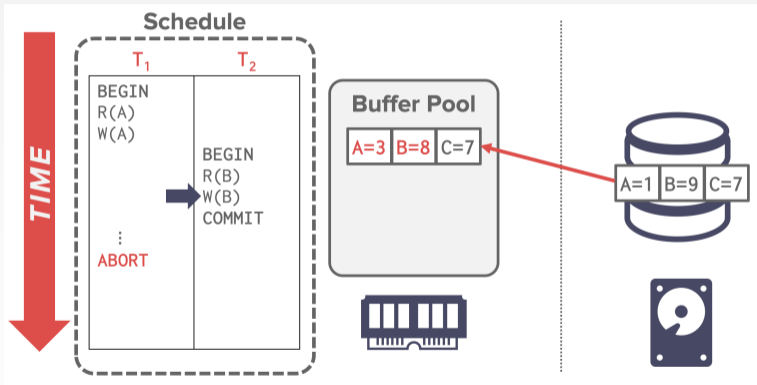 Schedule
TIME
T1 T2
BEGIN
R(A)
W(A)
⋮
ABORT
BEGIN
R(B)
W(B)
COMMIT
Buffer Pool
A=3 B=8 C=7
A=1 B=9 C=7